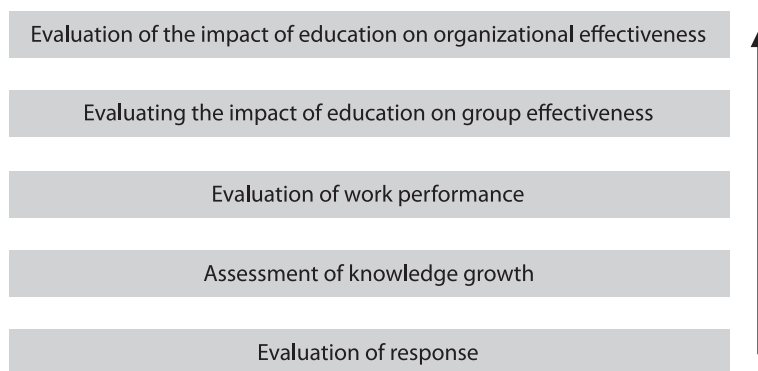 Evaluation of the impact of education on organizational effectiveness
Evaluating the impact of education on group effectiveness
Evaluation of work performance
Assessment of knowledge growth
Evaluation of response